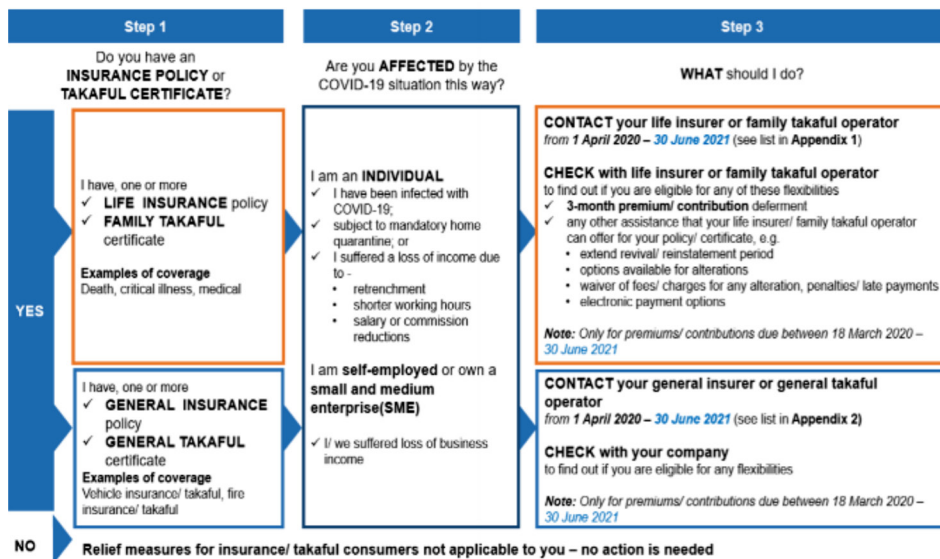 Step 1
Do you have an
INSURANCE POLICY or
TAKAFUL CERTIFICATE?
Step 2
Are you AFFECTED by the
COVID-19 situation this way?
Step 3
WHAT should I do?
YES
I have, one or more
✓ LIFE INSURANCE policy
✓ FAMILY TAKAFUL
certificate
Examples of coverage
Death, critical illness, medical
I have, one or more
✓ GENERAL INSURANCE
policy
✓ GENERAL TAKAFUL
certificate
Examples of coverage
Vehicle insurance/ takaful, fire
insurance/ takaful
I am an INDIVIDUAL
✓ I have been infected with
COVID-19;
✓ subject to mandatory home
quarantine; or
✓ I suffered a loss of income due
to -
• retrenchment
• shorter working hours
• salary or commission
reductions
I am self-employed or own a
small and medium
enterprise(SME)
✓ I/ we suffered loss of business
income
CONTACT your life insurer or family takaful operator
from 1 April 2020 – 30 June 2021 (see list in Appendix 1)
CHECK with life insurer or family takaful operator
to find out if you are eligible for any of these flexibilities
✓ 3-month premium/ contribution deferment
✓ any other assistance that your life insurer/ family takaful operator
can offer for your policy/ certificate, e.g.
• extend revival/ reinstatement period
• options available for alterations
• waiver of fees/ charges for any alteration, penalties/ late payments
• electronic payment options
Note: Only for premiums/ contributions due between 18 March 2020 –
30 June 2021
CONTACT your general insurer or general takaful
operator
from 1 April 2020 – 30 June 2021 (see list in Appendix 2)
CHECK with your company
to find out if you are eligible for any flexibilities
Note: Only for premiums/ contributions due between 18 March 2020 –
30 June 2021
NO
Relief measures for insurance/ takaful consumers not applicable to you – no action is needed